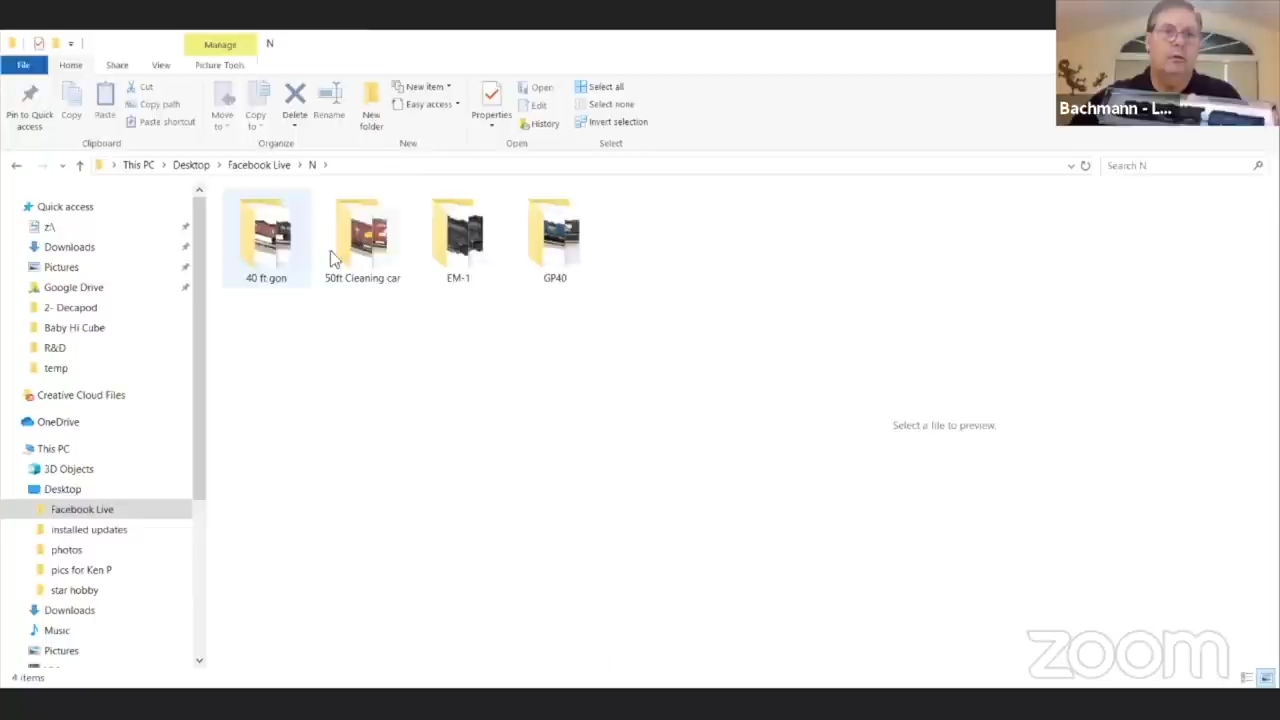 Manage
N
File
Home
Share
View
Picture Tools
Pin to Quick access
Copy
Paste
Cut
Copy path
Paste shortcut
Clipboard
Move to
Copy to
Delete
Rename
Organize
New folder
New item
Easy access
New
Properties
Open
Edit
History
Open
Select all
Select none
Invert selection
Select
This PC > Desktop > Facebook Live > N >
Search N
Bachmann - L...
Quick access
z:\
Downloads
Pictures
Google Drive
2- Decapod
Baby Hi Cube
R&D
temp
Creative Cloud Files
OneDrive
This PC
3D Objects
Desktop
Facebook Live
installed updates
photos
pics for Ken P
star hobby
Downloads
Music
Pictures
40 ft gon
50ft Cleaning car
EM-1
GP40
Select a file to preview.
4 items
zoom